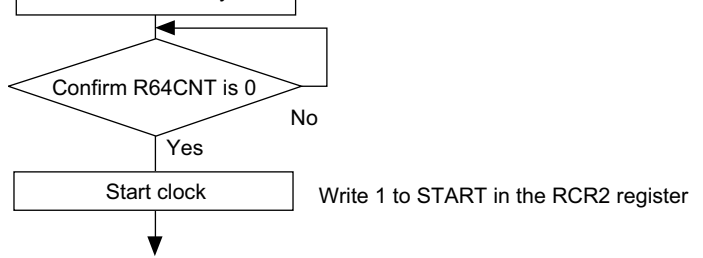 Confirm R64CNT is 0
No
Yes
Start clock
Write 1 to START in the RCR2 register